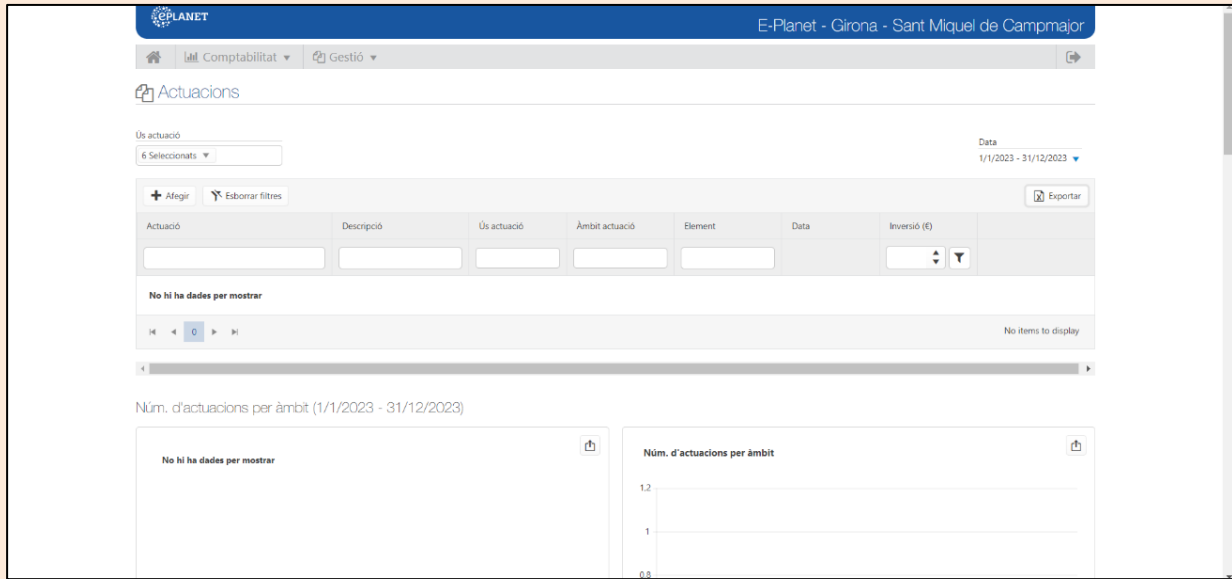 ePLANET
E-Planet - Girona - Sant Miquel de Campmajor
Comptabilitat Gestió
Actuacions
Ús actuació
6 Seleccionats
Data
1/1/2023 - 31/12/2023
Afegir Esborrar filtres Exportar
Actuació Descripció Ús actuació Àmbit actuació Element Data Inversió (€)
No hi ha dades per mostrar
0 No items to display
Núm. d'actuacions per àmbit (1/1/2023 - 31/12/2023)
No hi ha dades per mostrar
Núm. d'actuacions per àmbit
1.2
1
0.8